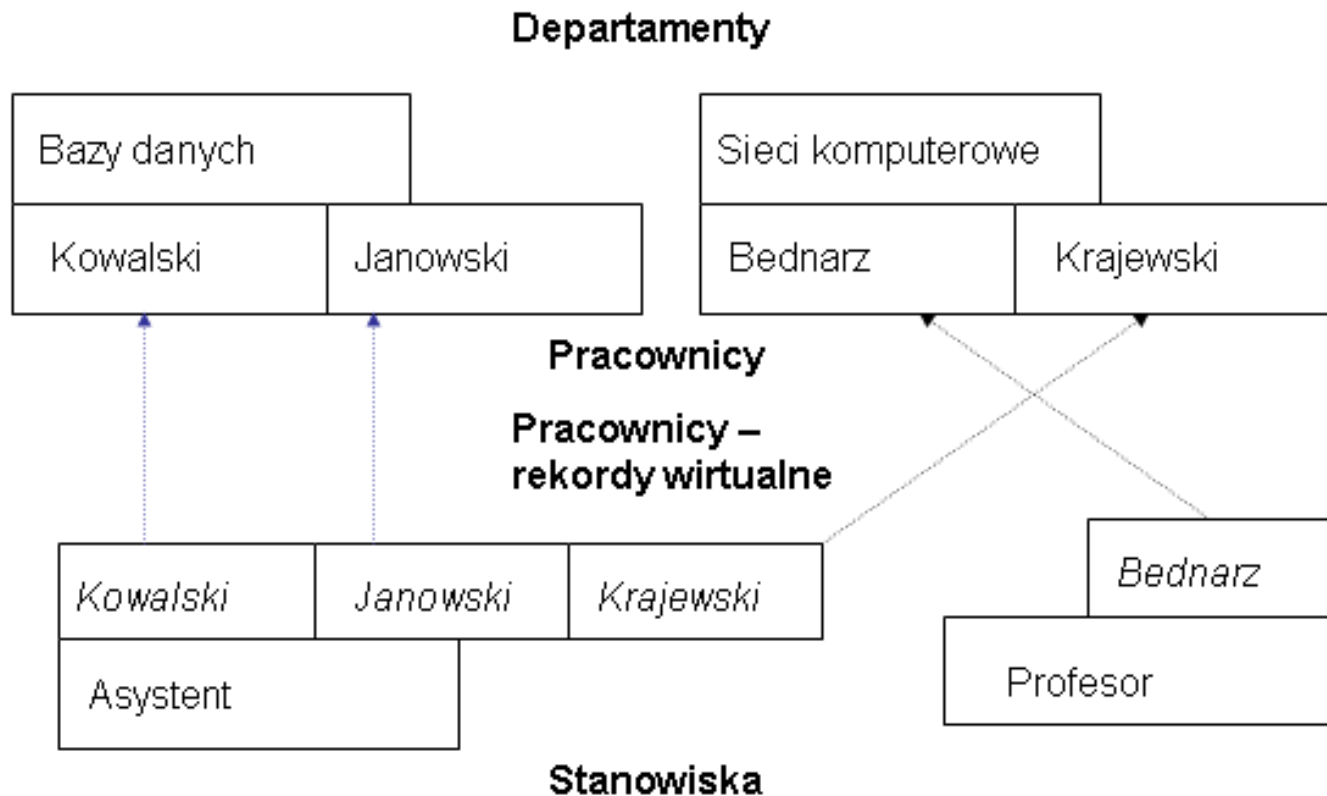 Departamenty
Bazy danych
Sieci komputerowe
Kowalski
Janowski
Bednarz
Krajewski
Pracownicy
Pracownicy –
rekordy wirtualne
Kowalski
Janowski
Krajewski
Bednarz
Asystent
Profesor
Stanowiska